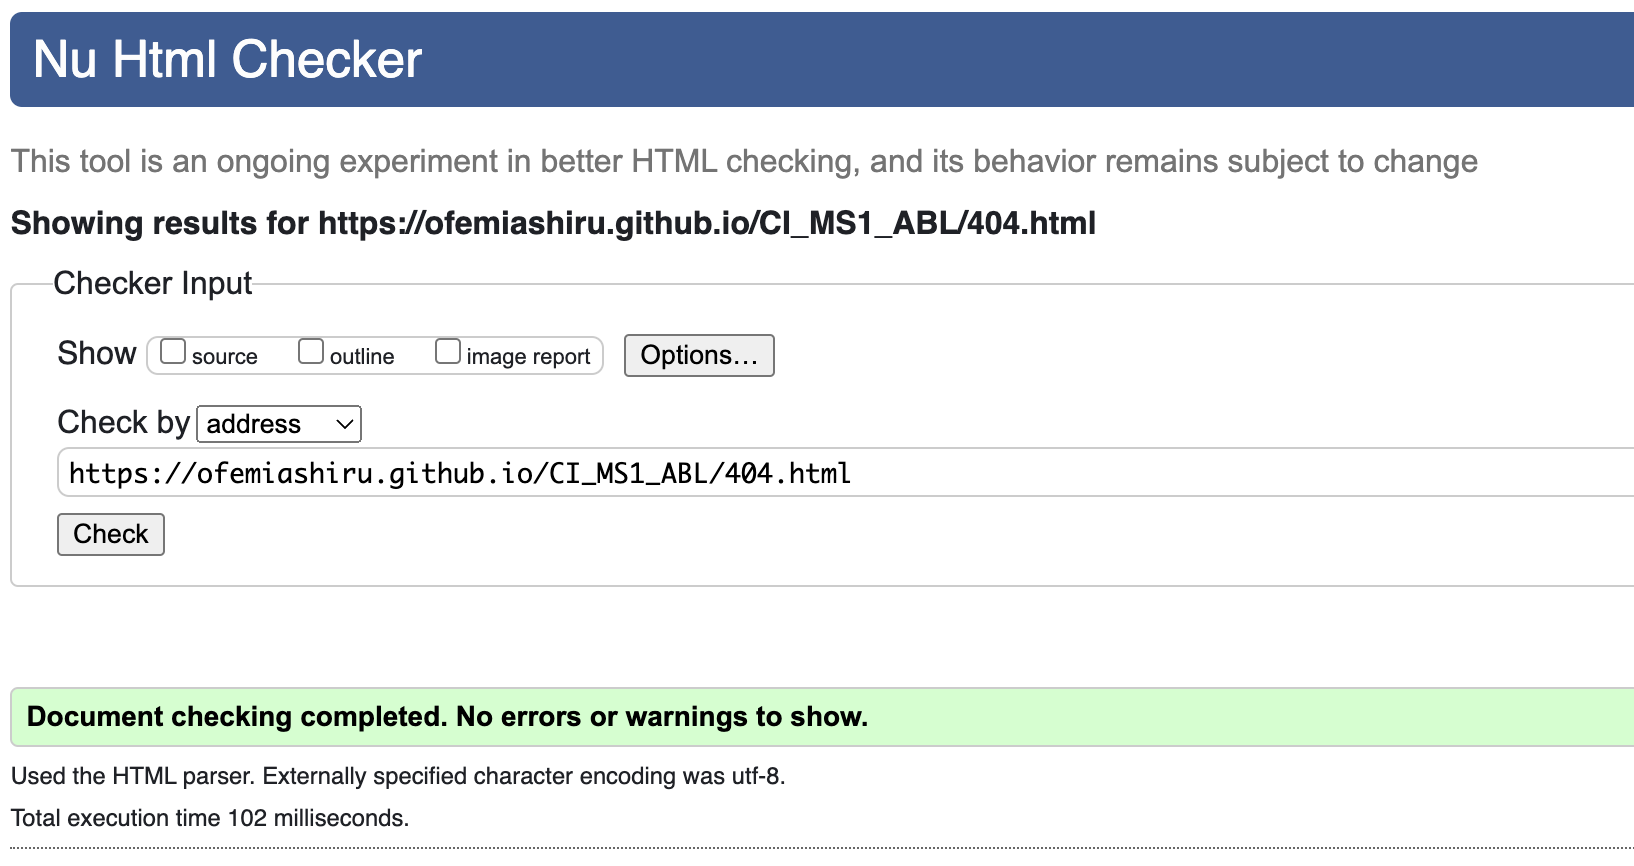 Nu Html Checker
This tool is an ongoing experiment in better HTML checking, and its behavior remains subject to change
Showing results for https://ofemiashiru.github.io/CI_MS1_ABL/404.html
Checker Input
Show source outline image report Options...
Check by address
https://ofemiashiru.github.io/CI_MS1_ABL/404.html
Check
Document checking completed. No errors or warnings to show.
Used the HTML parser. Externally specified character encoding was utf-8.
Total execution time 102 milliseconds.